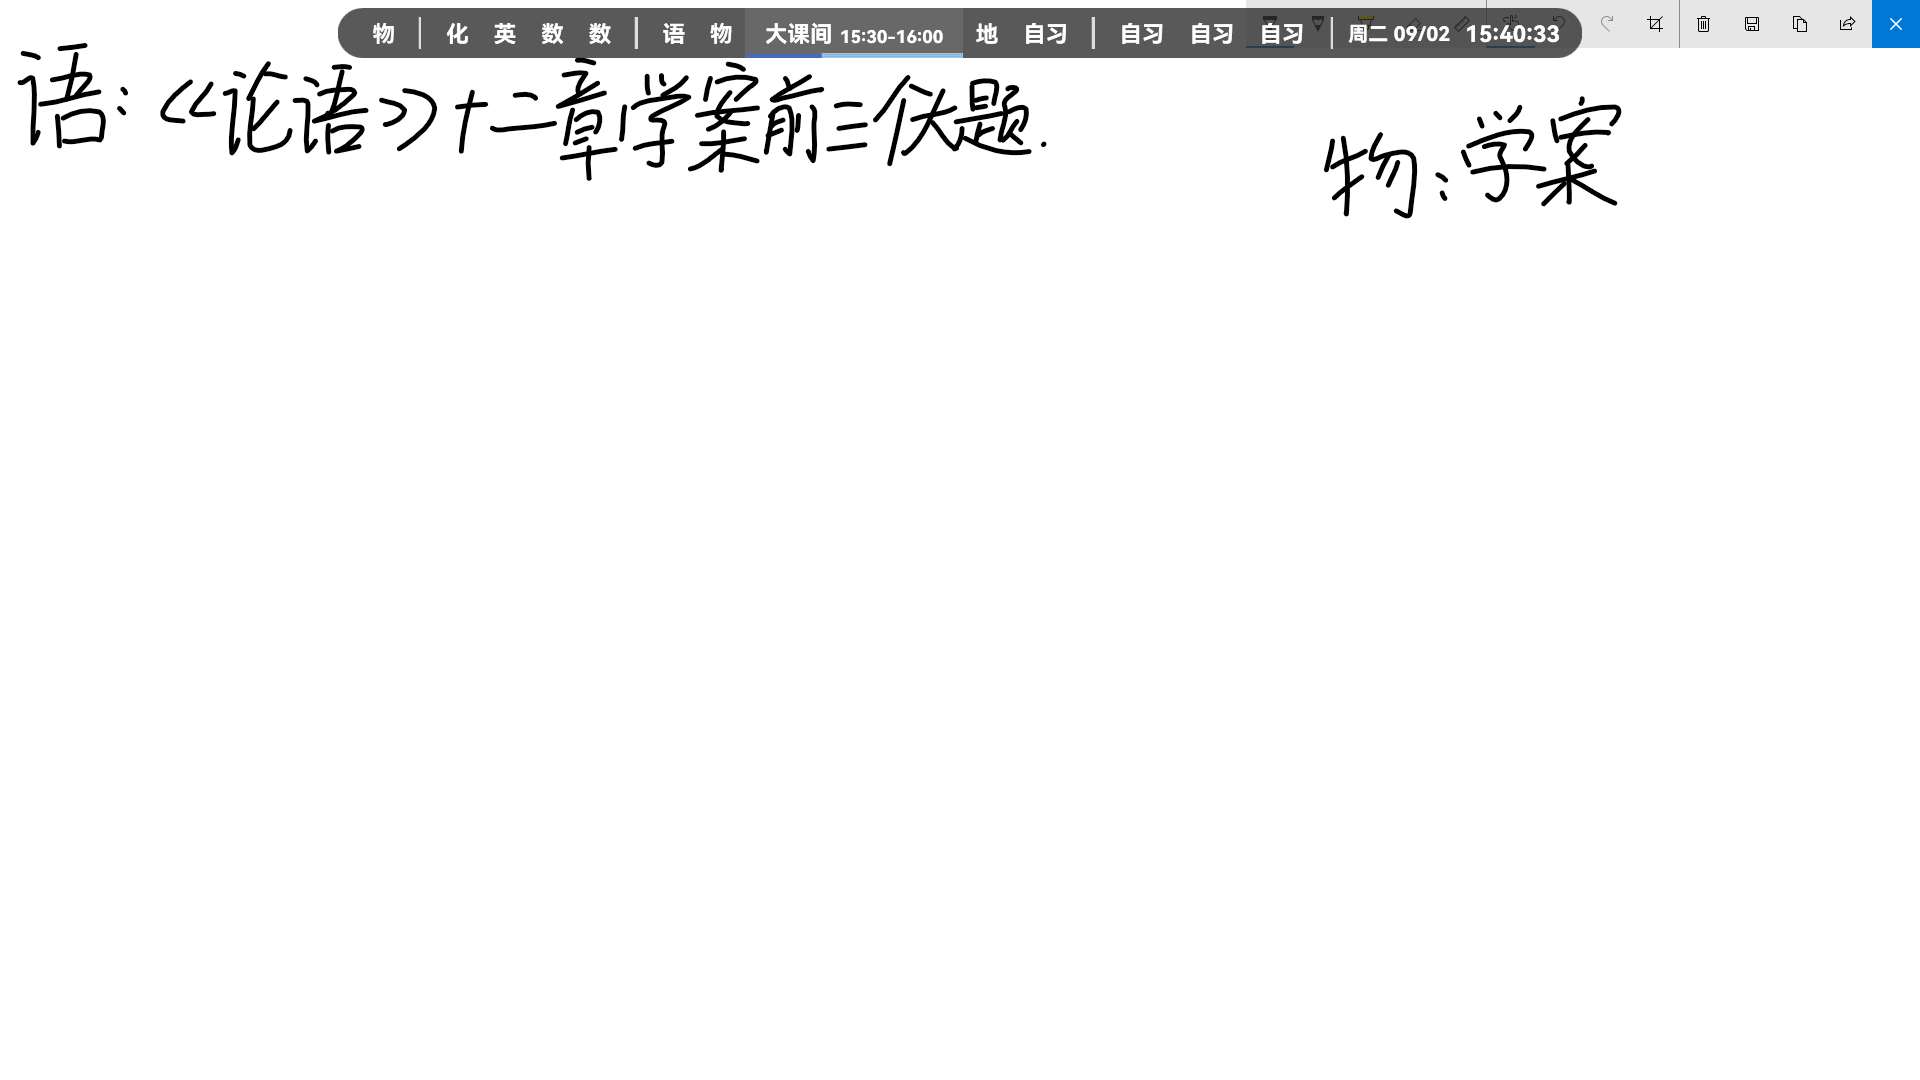 物 | 化 英 数 数 | 语 物 大课间 15:30-16:00 地 自习 | 自习 自习 自习 | 周二 09/02 15:40:33
语:《论语》十二章学案前三大题.
物:学案